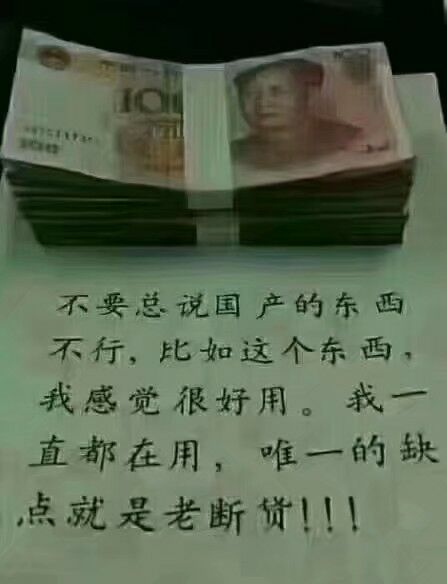 100
不要总说国产的东西
不行，比如这个东西，
我感觉很好用。我一
直都在用，唯一的缺
点就是老断货!!!